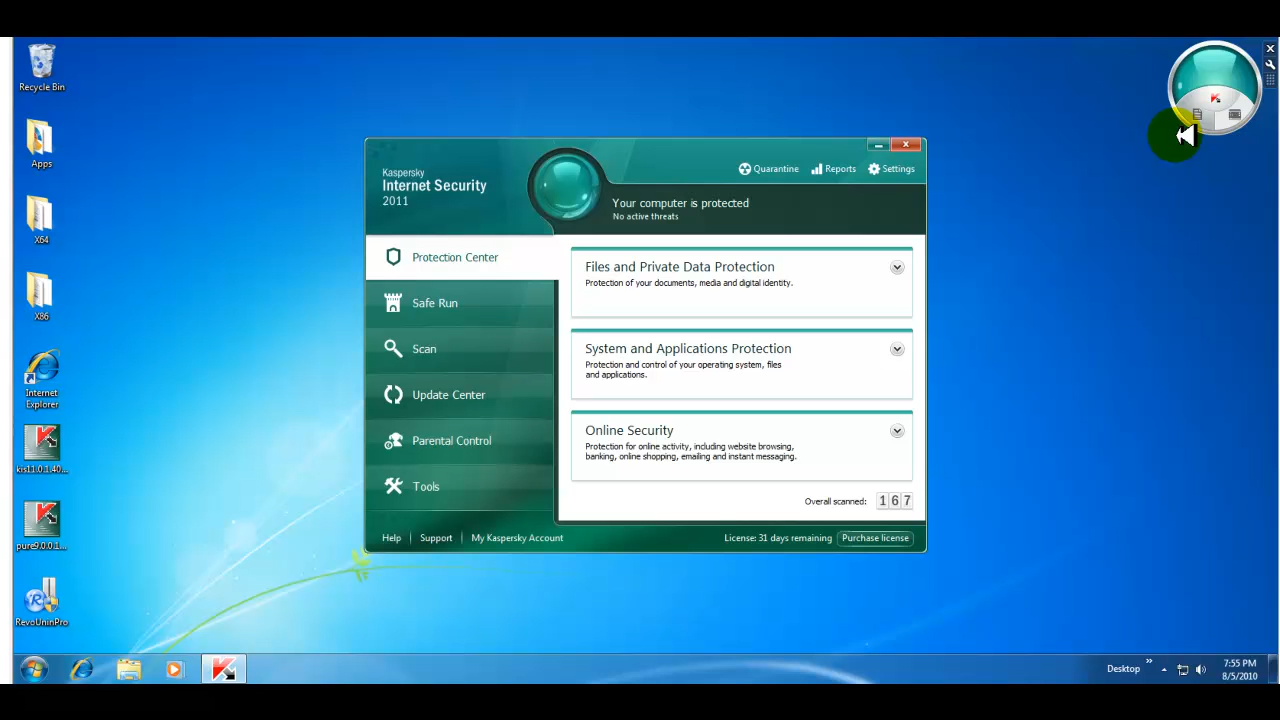 Recycle Bin
Apps
X64
X86
Internet
Explorer
kis11.0.1.40...
pure9.0.0.1...
RevoUninPro
Kaspersky
Internet Security
2011
Quarantine
Reports
Settings
Your computer is protected
No active threats
Protection Center
Safe Run
Scan
Update Center
Parental Control
Tools
Files and Private Data Protection
Protection of your documents, media and digital identity.
System and Applications Protection
Protection and control of your operating system, files
and applications.
Online Security
Protection for online activity, including website browsing,
banking, online shopping, emailing and instant messaging.
Overall scanned: 167
Help
Support
My Kaspersky Account
License: 31 days remaining
Purchase license
Desktop
7:55 PM
8/5/2010